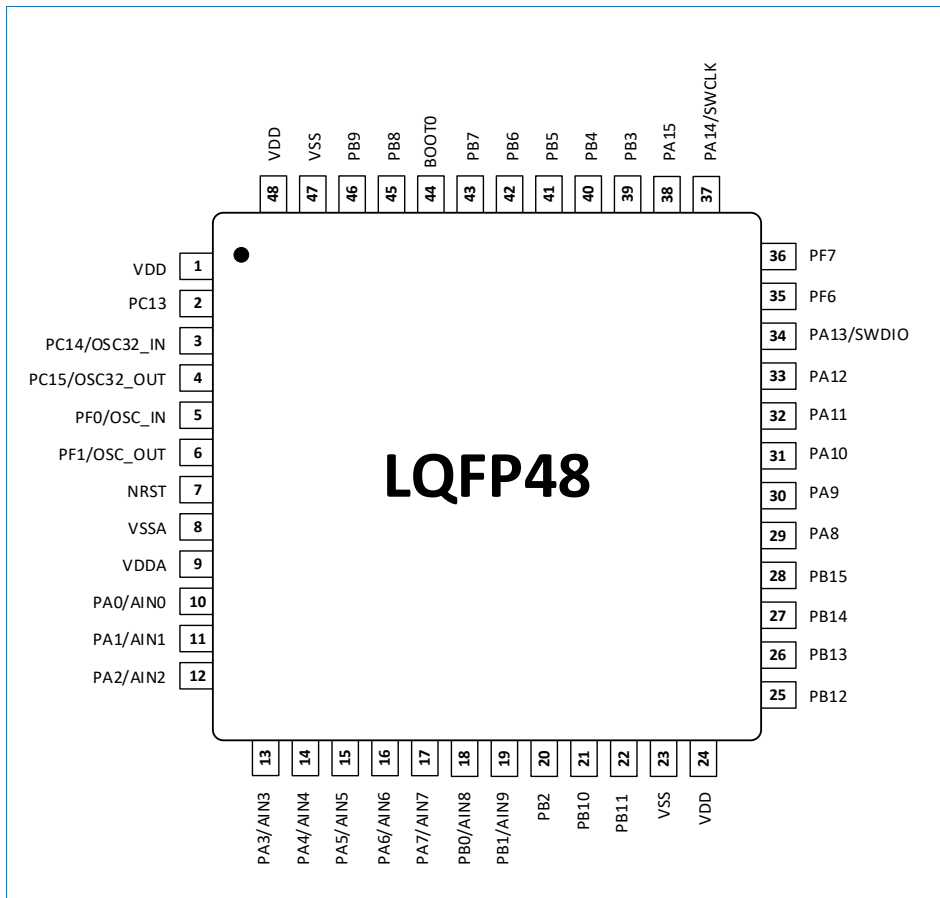 VDD
VSS
PB9
PB8
BOOT0
PB7
PB6
PB5
PB4
PB3
PA15
PA14/SWCLK
48
47
46
45
44
43
42
41
40
39
38
37
VDD 1
PC13 2
PC14/OSC32_IN 3
PC15/OSC32_OUT 4
PF0/OSC_IN 5
PF1/OSC_OUT 6
NRST 7
VSSA 8
VDDA 9
PA0/AIN0 10
PA1/AIN1 11
PA2/AIN2 12
LQFP48
36 PF7
35 PF6
34 PA13/SWDIO
33 PA12
32 PA11
31 PA10
30 PA9
29 PA8
28 PB15
27 PB14
26 PB13
25 PB12
13
14
15
16
17
18
19
20
21
22
23
24
PA3/AIN3
PA4/AIN4
PA5/AIN5
PA6/AIN6
PA7/AIN7
PB0/AIN8
PB1/AIN9
PB2
PB10
PB11
VSS
VDD